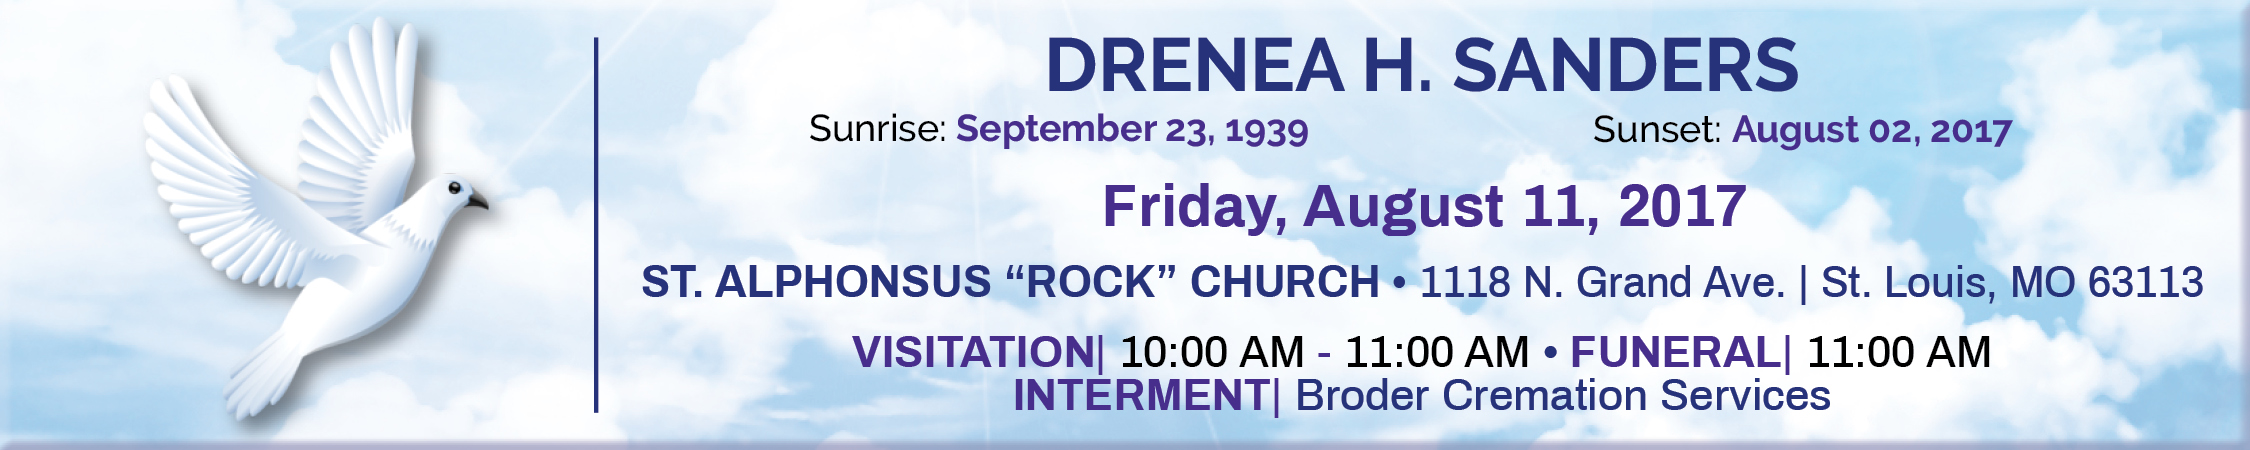 DRENEA H. SANDERS
Sunrise: September 23, 1939 Sunset: August 02, 2017
Friday, August 11, 2017
ST. ALPHONSUS “ROCK” CHURCH • 1118 N. Grand Ave. | St. Louis, MO 63113
VISITATION| 10:00 AM - 11:00 AM • FUNERAL| 11:00 AM
INTERMENT| Broder Cremation Services